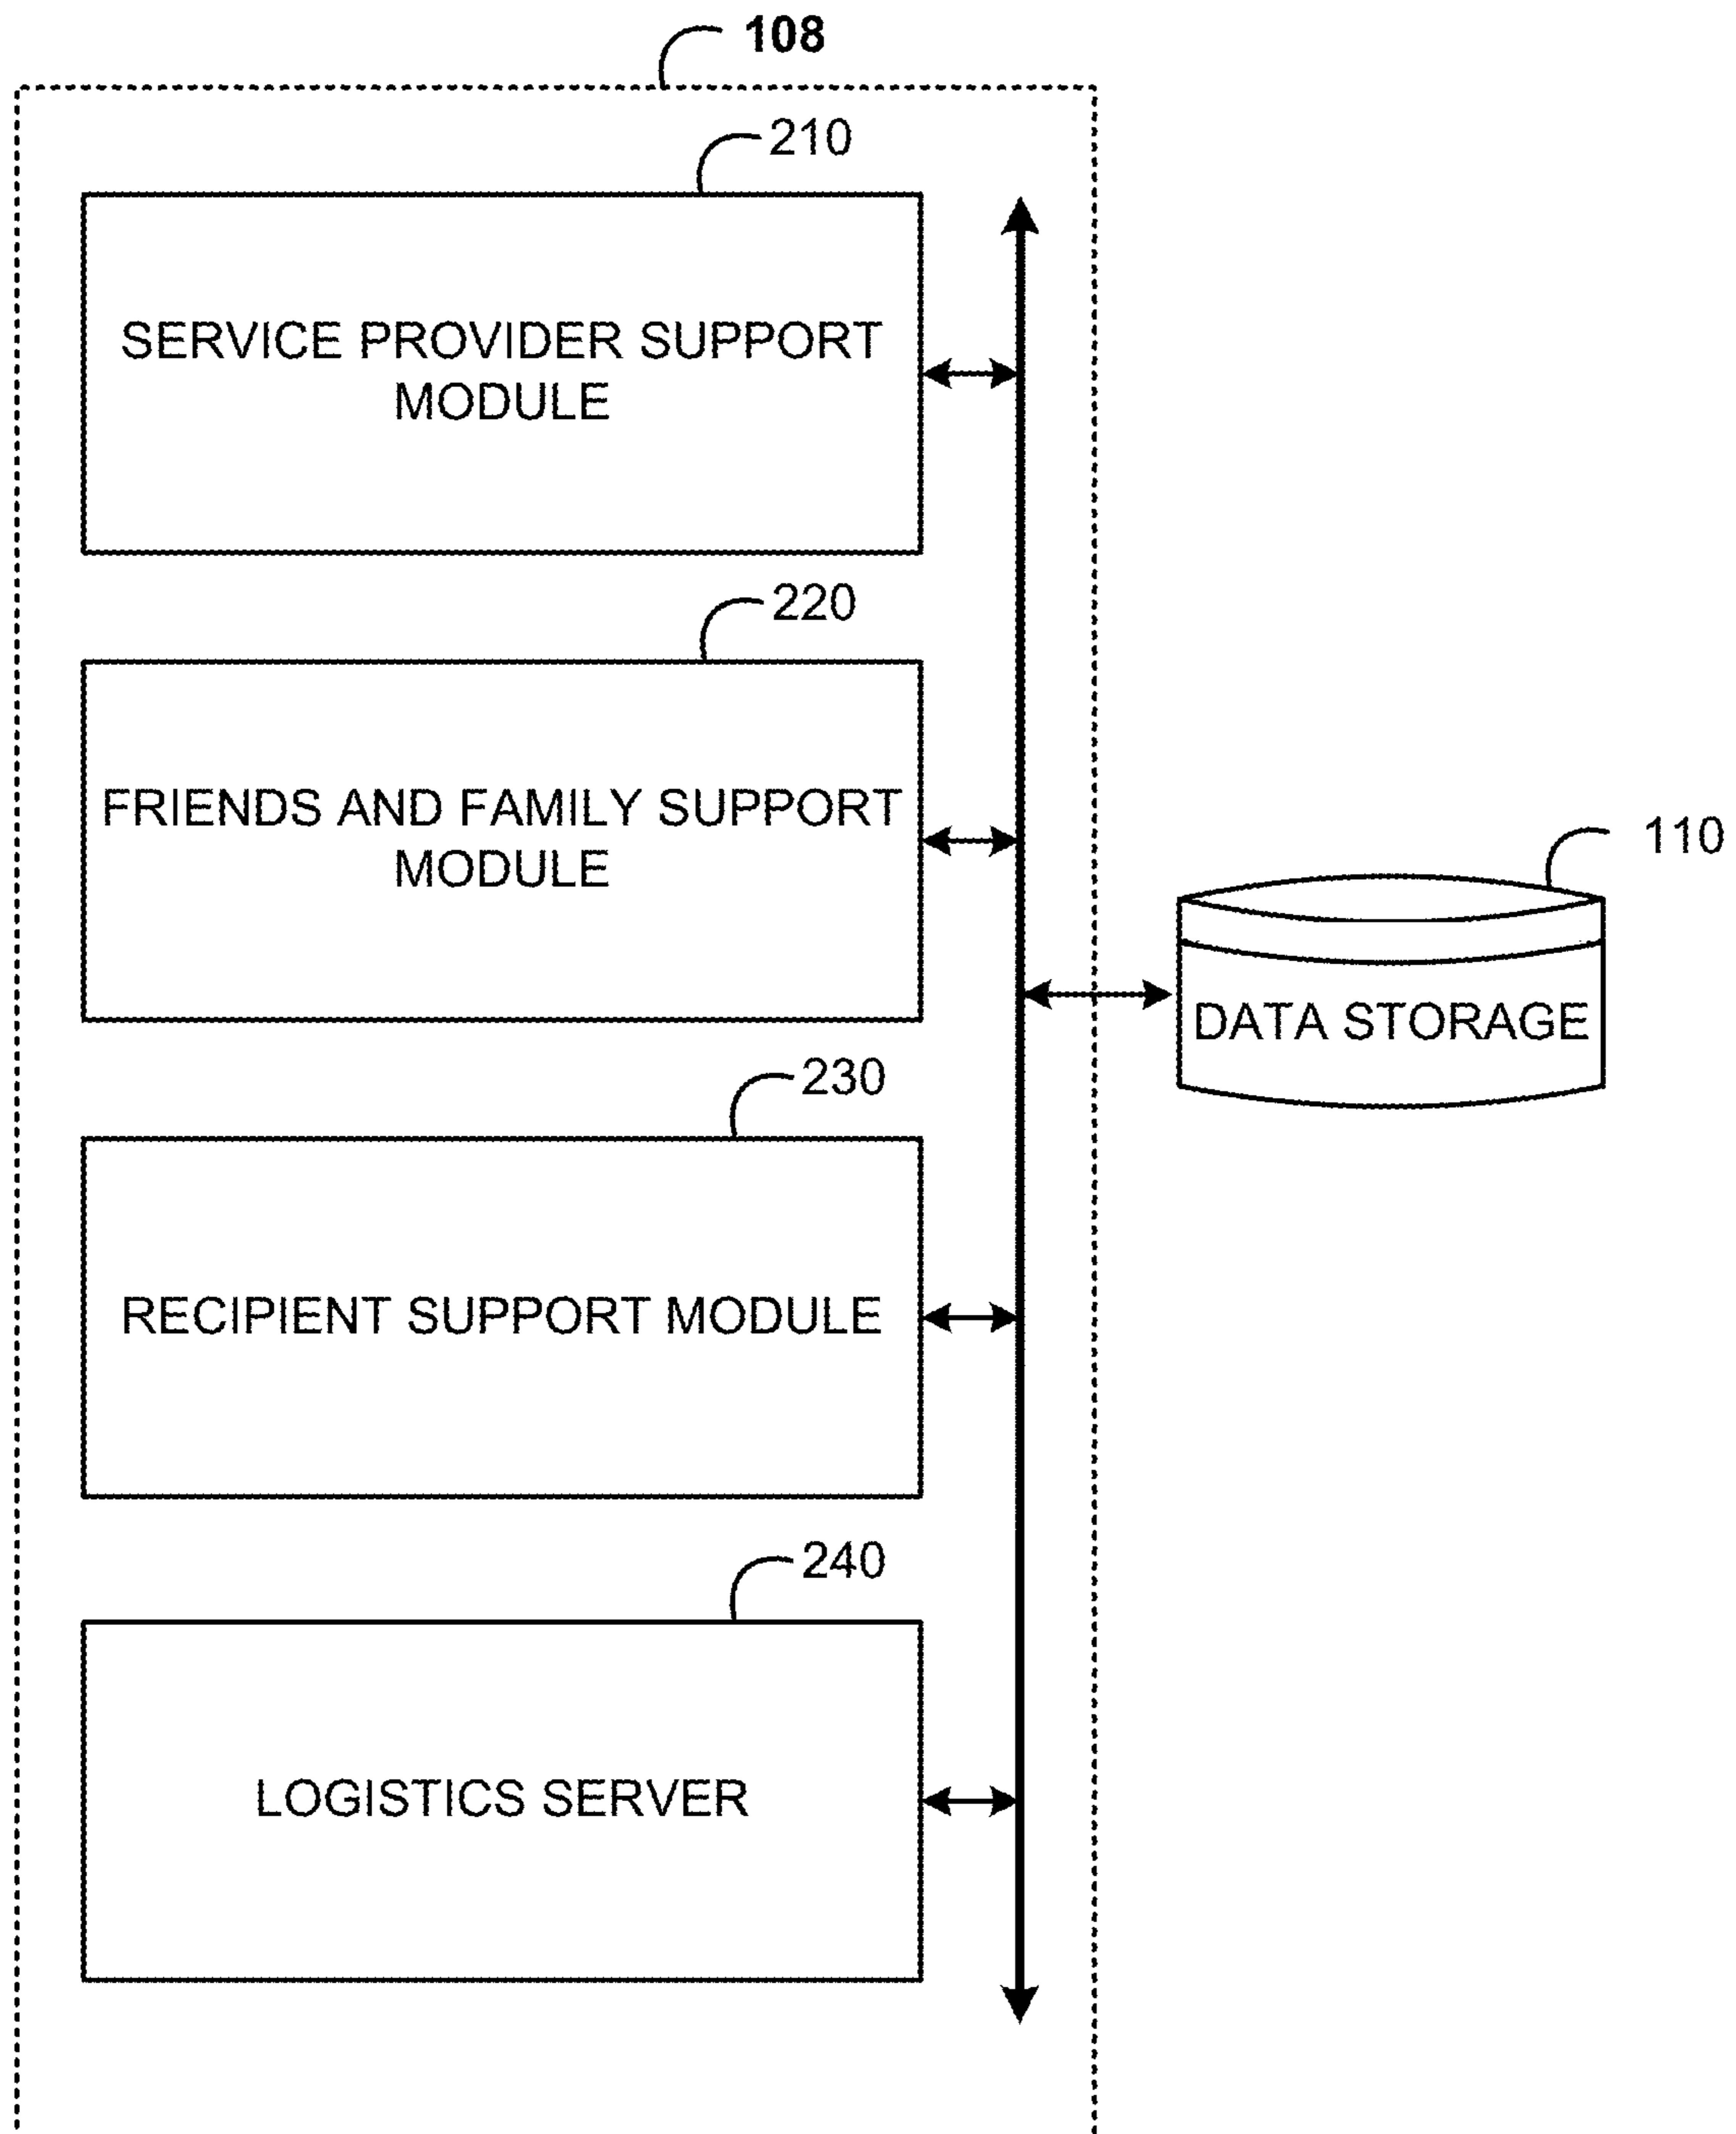 108
210
SERVICE PROVIDER SUPPORT
MODULE
220
FRIENDS AND FAMILY SUPPORT
MODULE
110
DATA STORAGE
230
RECIPIENT SUPPORT MODULE
240
LOGISTICS SERVER